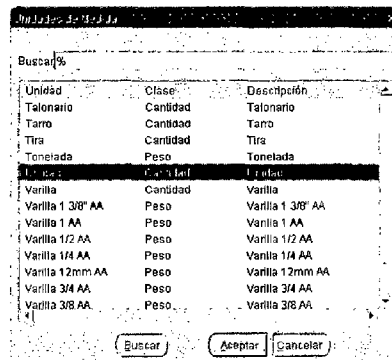 Unidades de Medida
Buscar %
Unidad Clase Descripción
Talonario Cantidad Talonario
Tarro Cantidad Tarro
Tira Cantidad Tira
Tonelada Peso Tonelada
Unidad Cantidad Unidad
Varilla Cantidad Varilla
Varilla 1 3/8" AA Peso Varilla 1 3/8" AA
Varilla 1 AA Peso Varilla 1 AA
Varilla 1/2 AA Peso Varilla 1/2 AA
Varilla 1/4 AA Peso Varilla 1/4 AA
Varilla 12mm AA Peso Varilla 12mm AA
Varilla 3/4 AA Peso Varilla 3/4 AA
Varilla 3/8 AA Peso Varilla 3/8 AA
Buscar Aceptar Cancelar